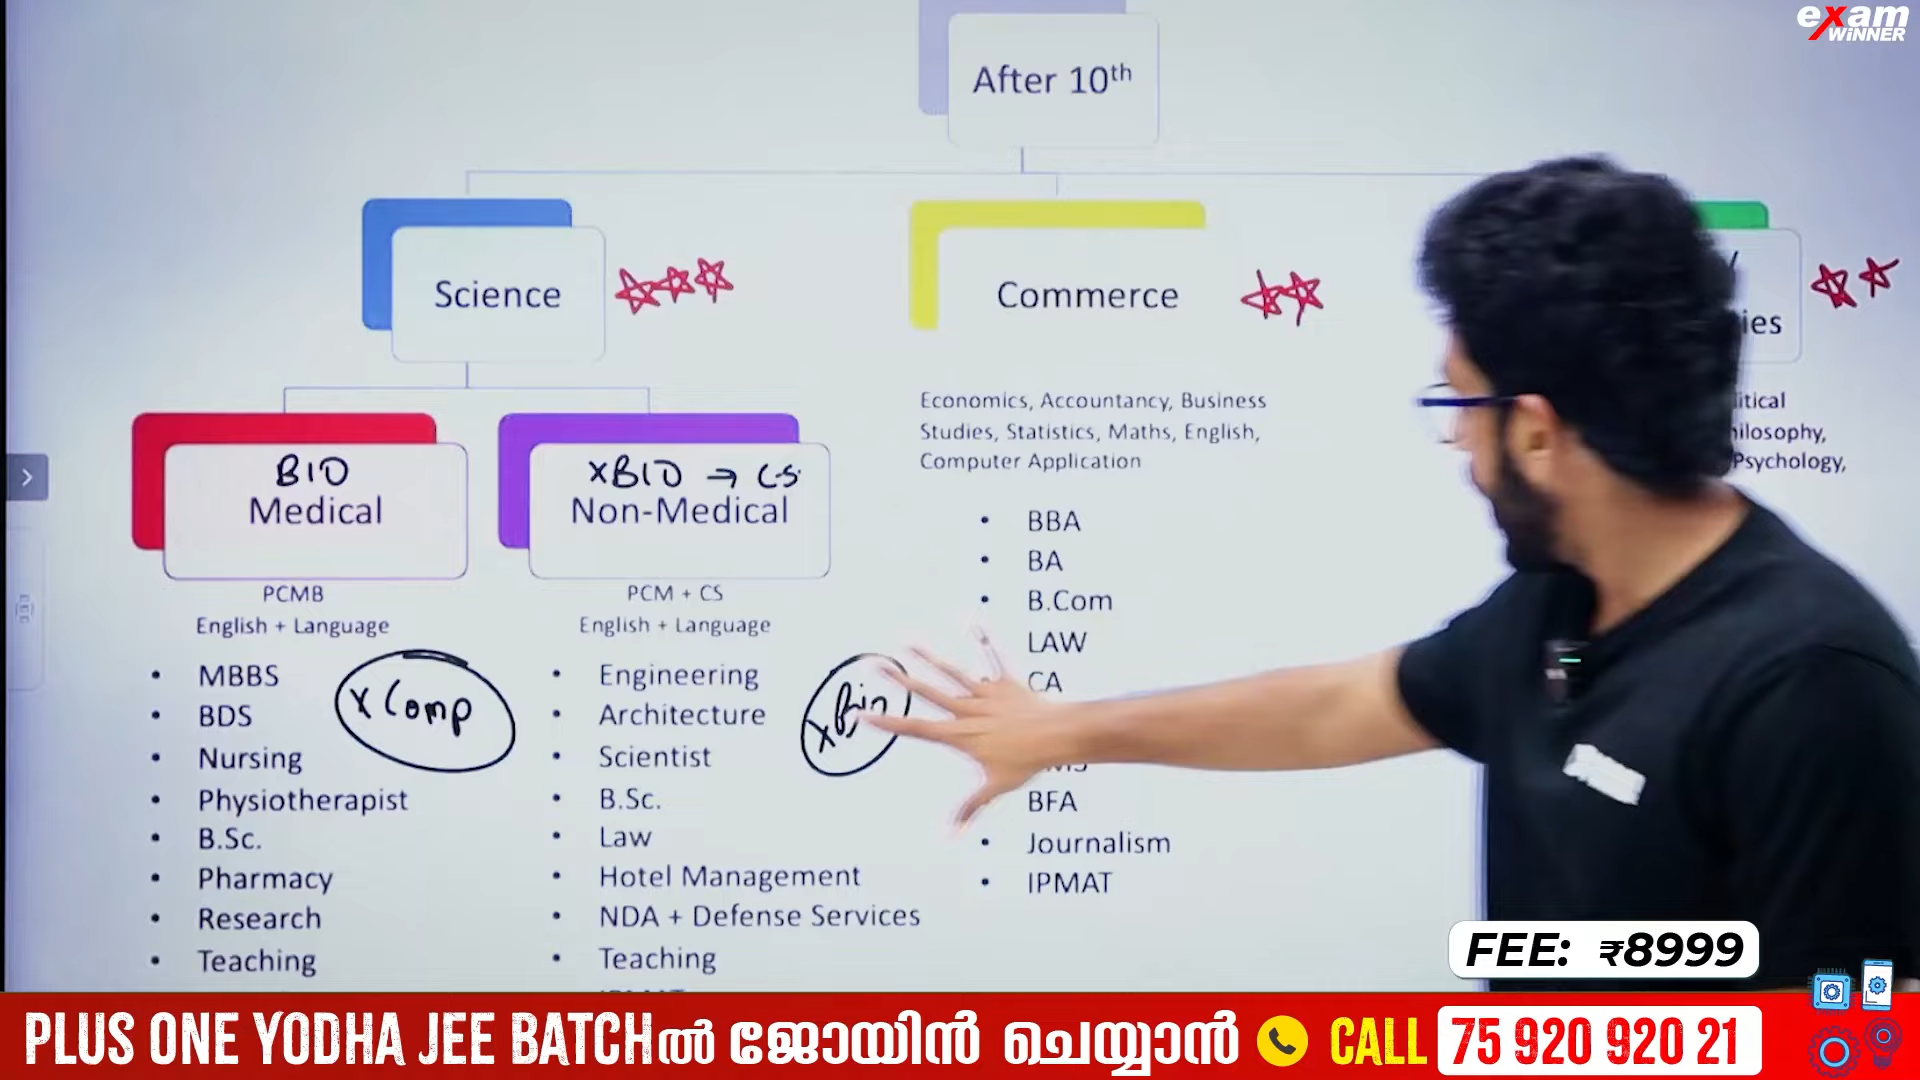 exam
WINNER
After 10th
Science
Commerce
Economics, Accountancy, Business
Studies, Statistics, Maths, English,
Computer Application
Psychology,
BIO
Medical
XBIO → CS
Non-Medical
PCMB
English + Language
PCM + CS
English + Language
• MBBS
• BDS
• Nursing
• Physiotherapist
• B.Sc.
• Pharmacy
• Research
• Teaching
X Comp
• Engineering
• Architecture
• Scientist
• B.Sc.
• Law
• Hotel Management
• NDA + Defense Services
• Teaching
X Bio
• BBA
• BA
• B.Com
LAW
CA
BFA
• Journalism
• IPMAT
FEE: ₹8999
PLUS ONE YODHA JEE BATCHൽ ജോയിൻ ചെയ്യാൻ CALL 75 920 920 21